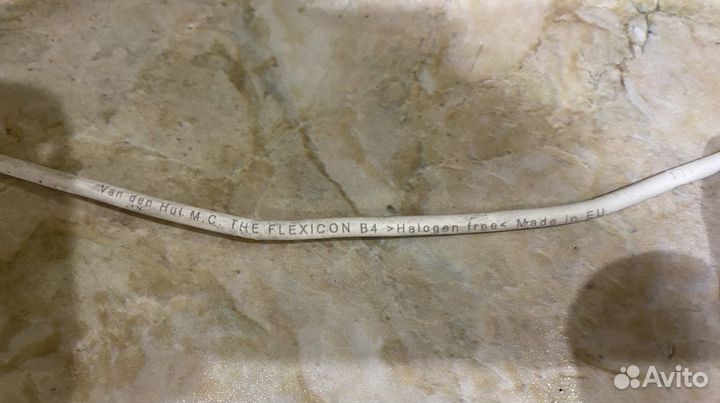 Van den Hul M.C. THE FLEXICON B4 >Halogen free< Made in EU
Avito